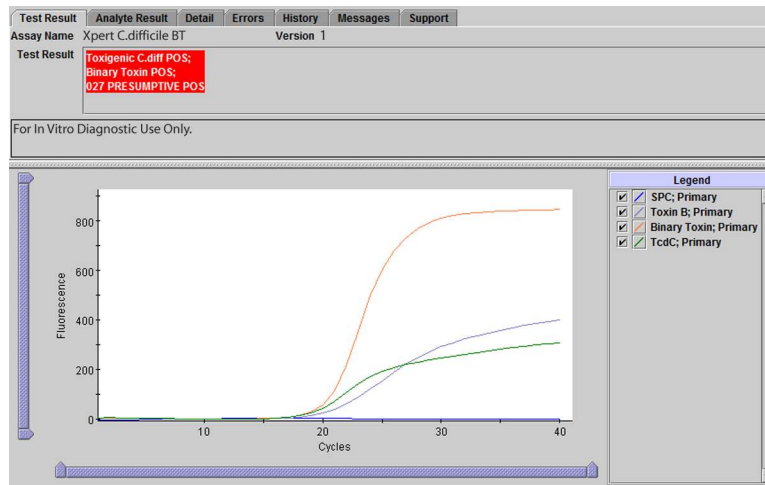 Test Result Analyte Result Detail Errors History Messages Support
Assay Name Xpert C.difficile BT Version 1
Test Result Toxigenic C.diff POS;
Binary Toxin POS;
027 PRESUMPTIVE POS
For In Vitro Diagnostic Use Only.
Legend
SPC; Primary
Toxin B; Primary
Binary Toxin; Primary
TcdC; Primary
Fluorescence
800
600
400
200
0
10 20 30 40
Cycles